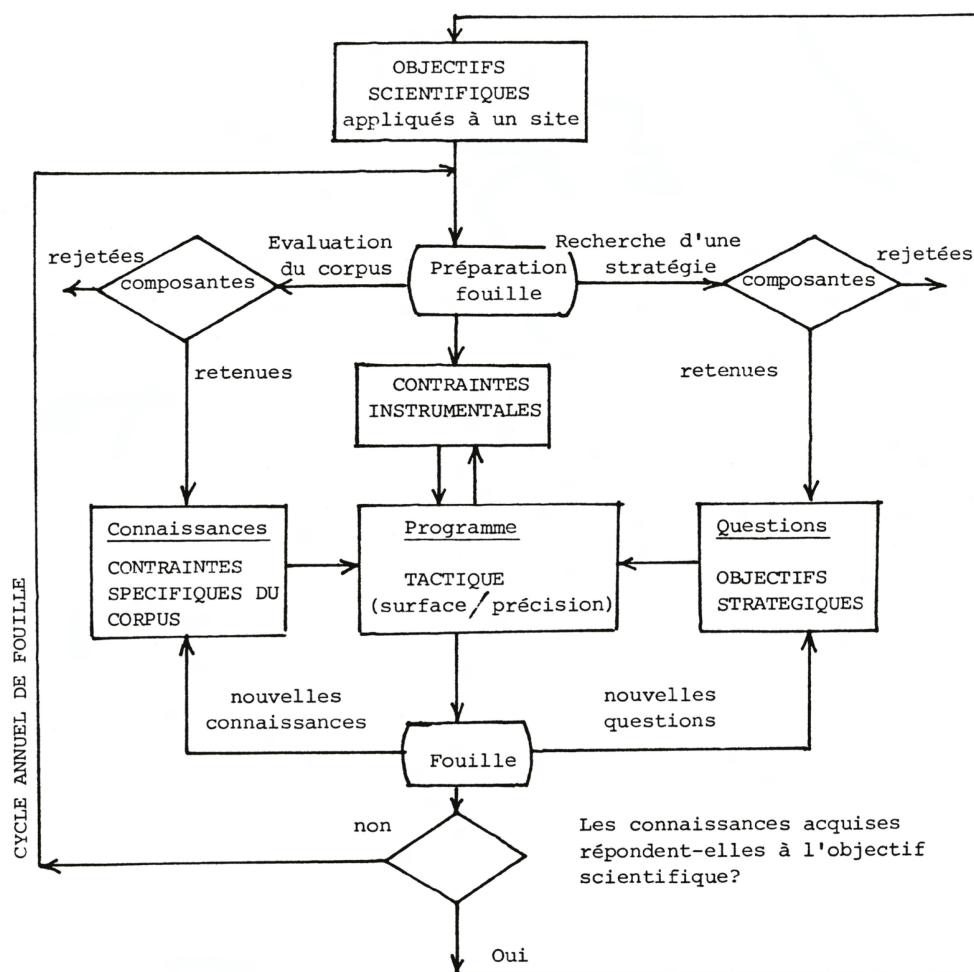 OBJECTIFS
SCIENTIFIQUES
appliqués à un site
rejetées
composantes
Evaluation
du corpus
Préparation
fouille
Recherche d'une
stratégie
composantes
rejetées
retenues
CONTRAINTES
INSTRUMENTALES
retenues
Connaissances
CONTRAINTES
SPECIFIQUES DU
CORPUS
Programme
TACTIQUE
(surface/précision)
Questions
OBJECTIFS
STRATEGIQUES
nouvelles
connaissances
nouvelles
questions
Fouille
CYCLE ANNUEL DE FOUILLE
non
Les connaissances acquises
répondent-elles à l'objectif
scientifique?
Oui